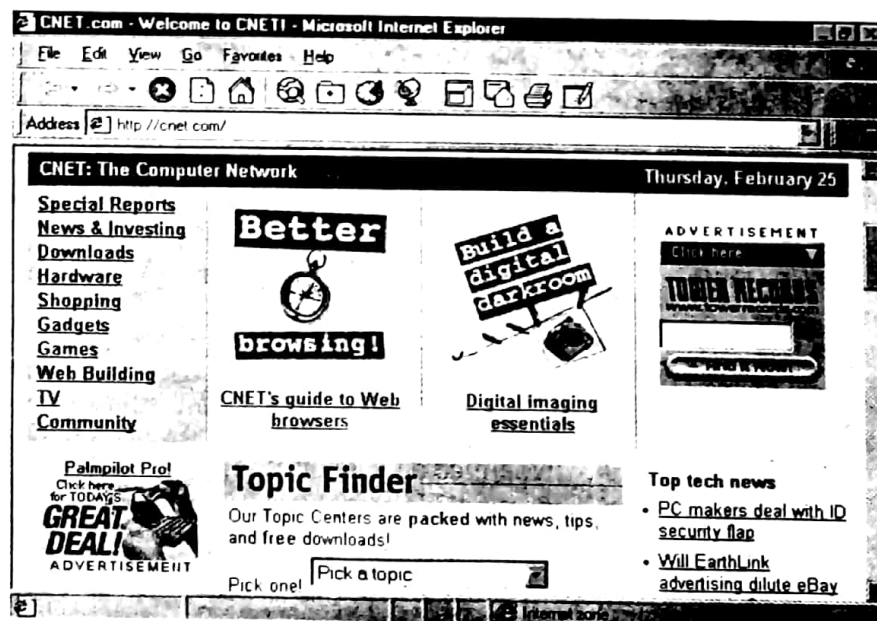 CNET.com - Welcome to CNET! - Microsoft Internet Explorer
File Edit View Go Favorites Help
Address http://cnet.com/
CNET: The Computer Network
Thursday, February 25
Special Reports
News & Investing
Downloads
Hardware
Shopping
Gadgets
Games
Web Building
TV
Community
Better
browsing!
CNET's guide to Web
browsers
Build a
digital
darkroom
Digital imaging
essentials
ADVERTISEMENT
Click here
TOWER RECORDS
www.towerrecords.com
Palmpilot Pro!
Click here
for TODAY'S
GREAT
DEAL!
ADVERTISEMENT
Topic Finder
Our Topic Centers are packed with news, tips,
and free downloads!
Pick one! Pick a topic
Top tech news
• PC makers deal with ID
security flap
• Will EarthLink
advertising dilute eBay
Internet zone